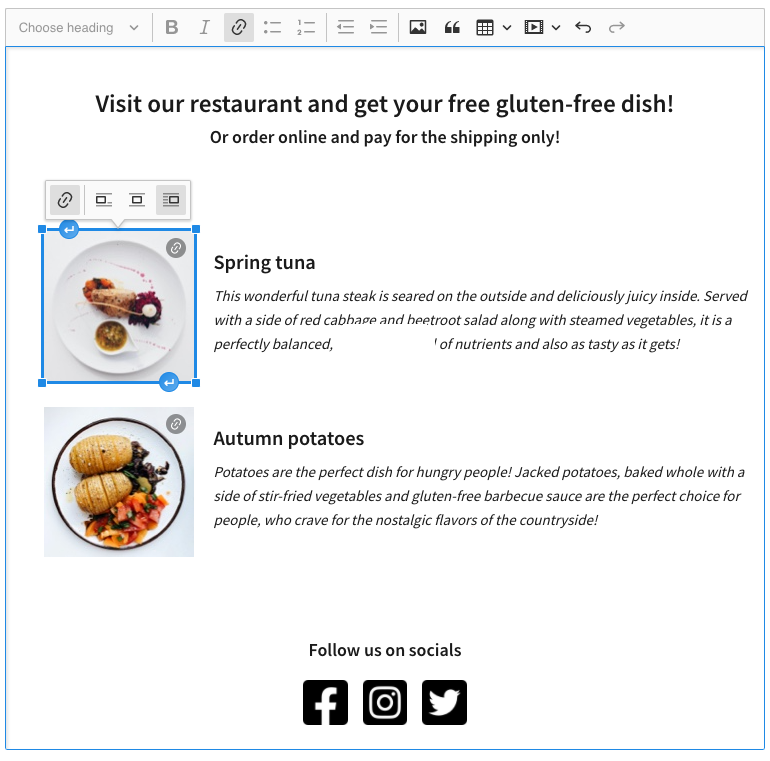 Choose heading
Visit our restaurant and get your free gluten-free dish!
Or order online and pay for the shipping only!
Spring tuna
This wonderful tuna steak is seared on the outside and deliciously juicy inside. Served
with a side of red cabbage and beetroot salad along with steamed vegetables, it is a
perfectly balanced, of nutrients and also as tasty as it gets!
Autumn potatoes
Potatoes are the perfect dish for hungry people! Jacked potatoes, baked whole with a
side of stir-fried vegetables and gluten-free barbecue sauce are the perfect choice for
people, who crave for the nostalgic flavors of the countryside!
Follow us on socials